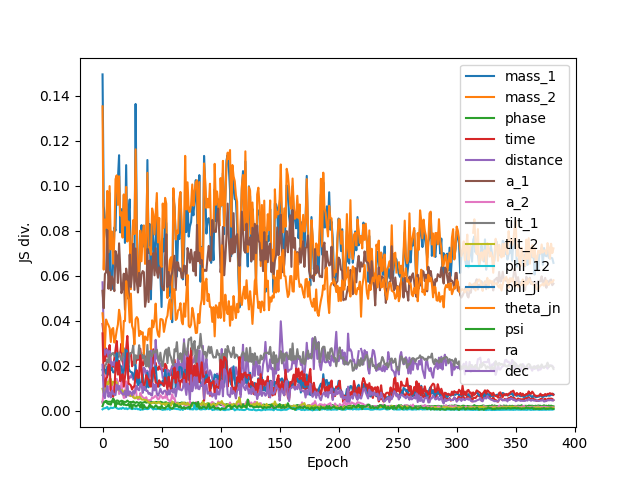 0.14
0.12
0.10
0.08
0.06
0.04
0.02
0.00
JS div.
0
50
100
150
200
250
300
350
400
Epoch
mass_1
mass_2
phase
time
distance
a_1
a_2
tilt_1
tilt_2
phi_12
phi_jl
theta_jn
psi
ra
dec